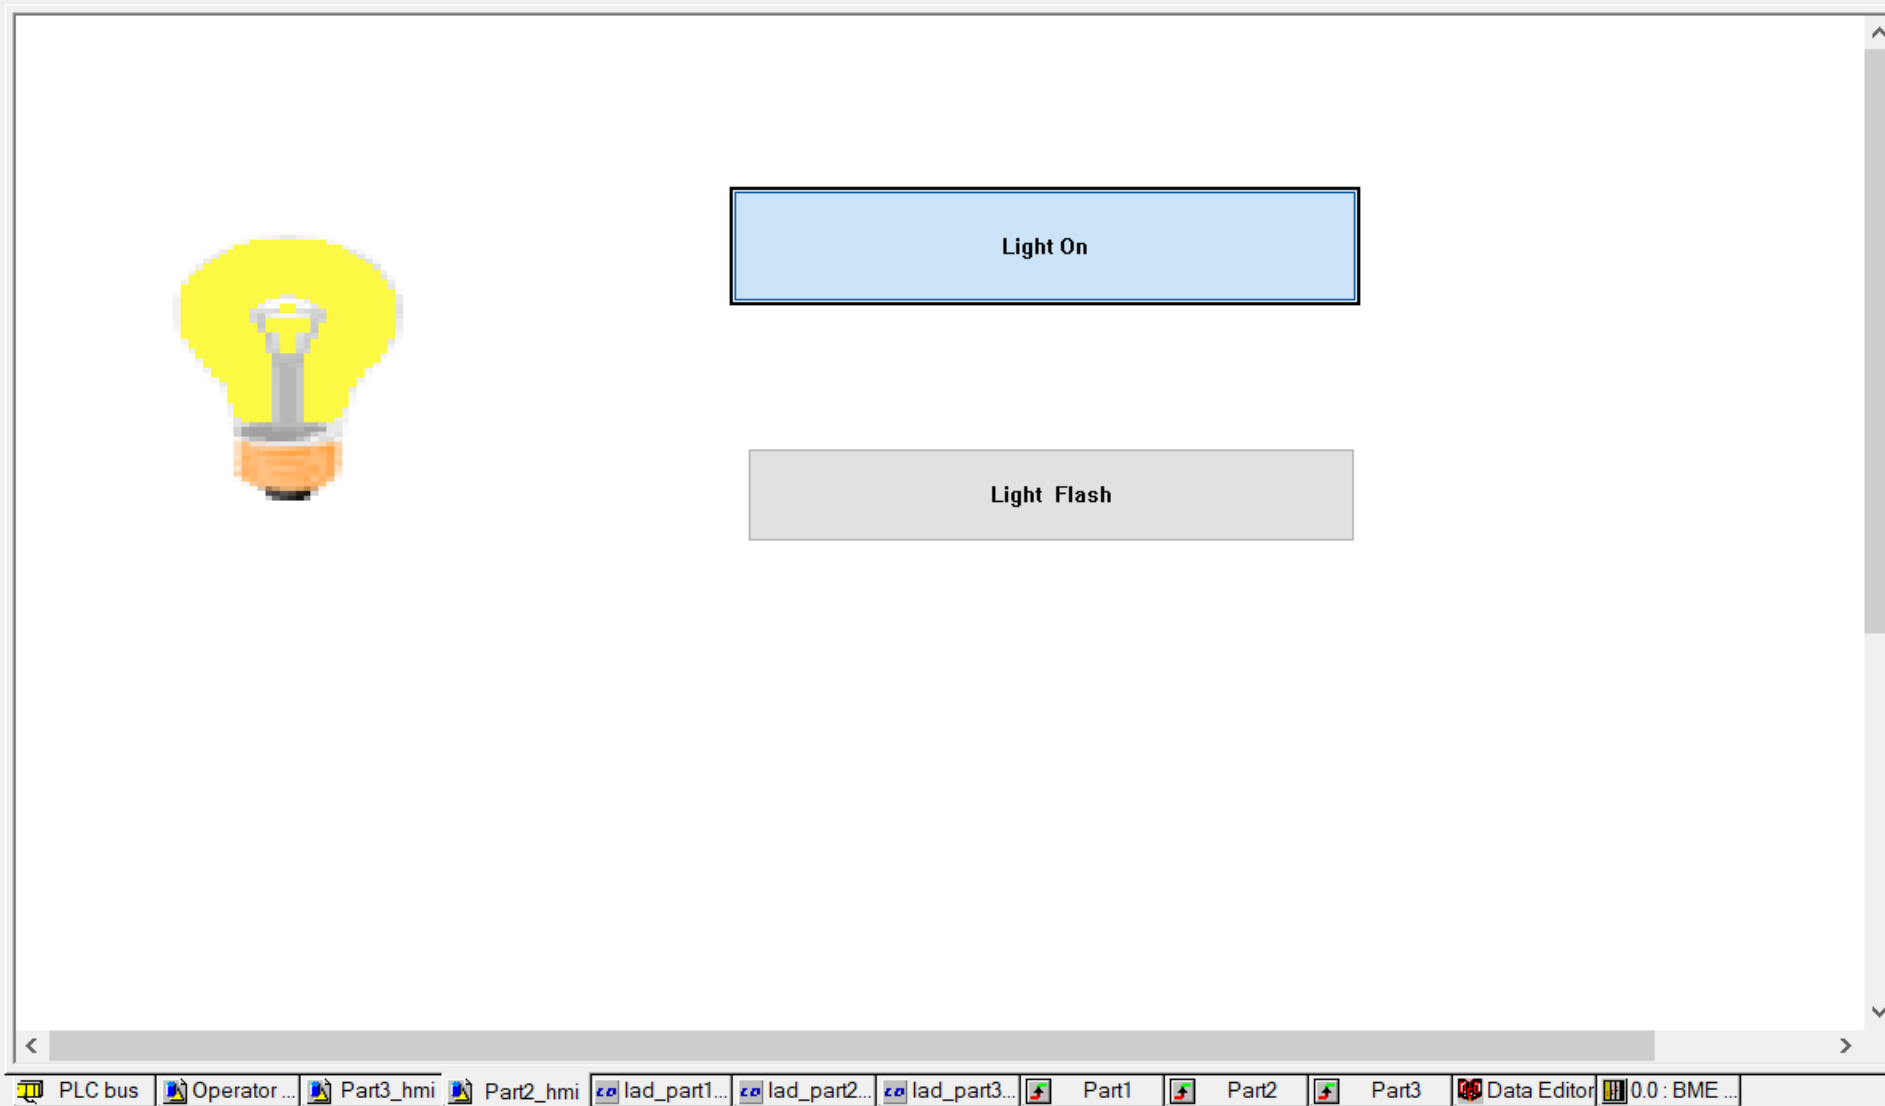 Light On
Light  Flash
PLC bus Operator ... Part3_hmi Part2_hmi lad_part1... lad_part2... lad_part3... Part1 Part2 Part3 Data Editor 0.0 : BME ...